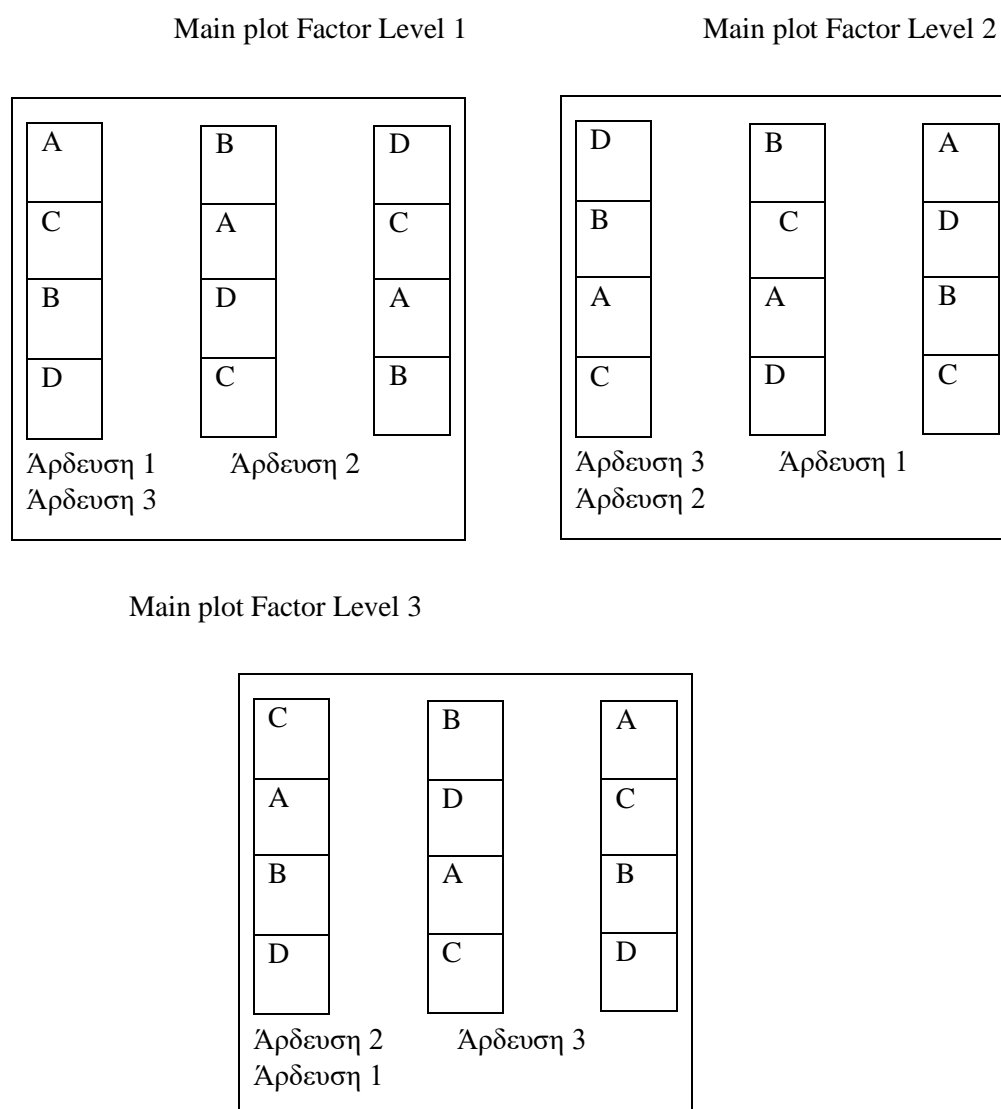 Main plot Factor Level 1 Main plot Factor Level 2
A B D D B A
C A C B C D
B D A A A B
D C B C D C
Άρδευση 1 Άρδευση 2 Άρδευση 3 Άρδευση 1
Άρδευση 3 Άρδευση 2
Main plot Factor Level 3
C B A
A D C
B A B
D C D
Άρδευση 2 Άρδευση 3
Άρδευση 1